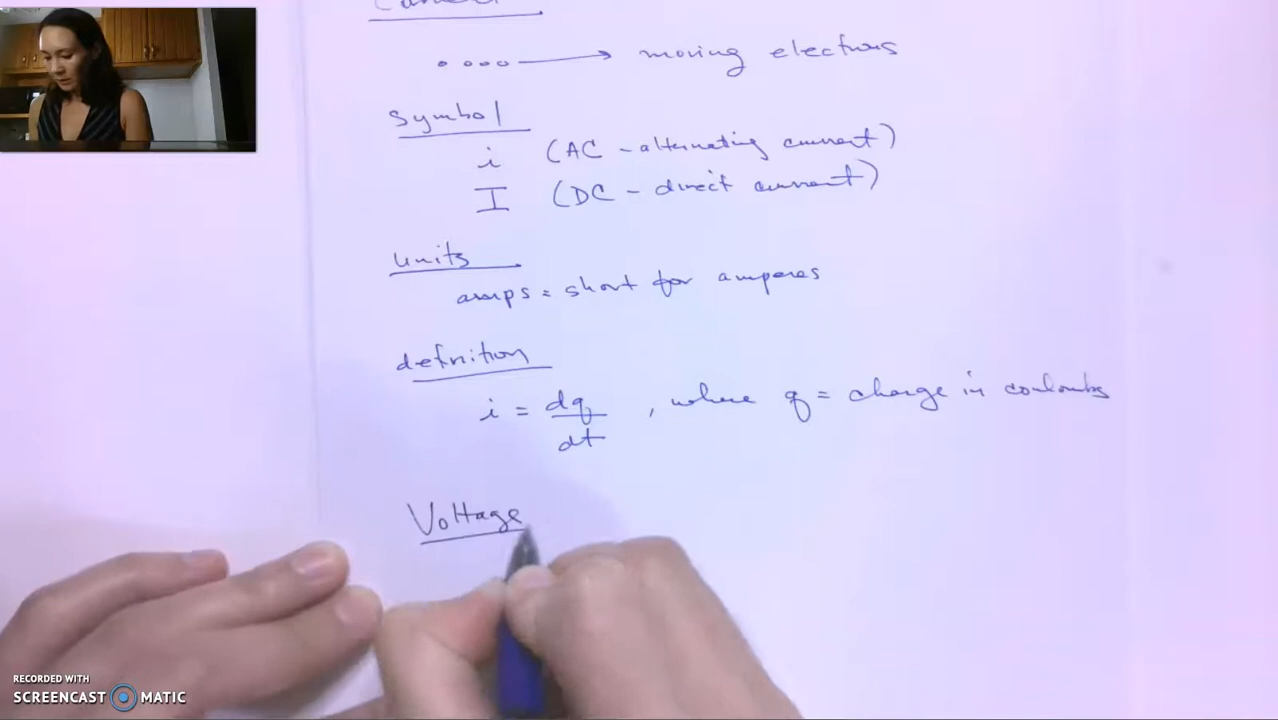 Current
moving electrons
symbol
i (AC - alternating current)
I (DC - direct current)
units
amps = short for amperes
definition
i = dq/dt , where q = charge in coulombs
Voltage
RECORDED WITH
SCREENCAST MATIC